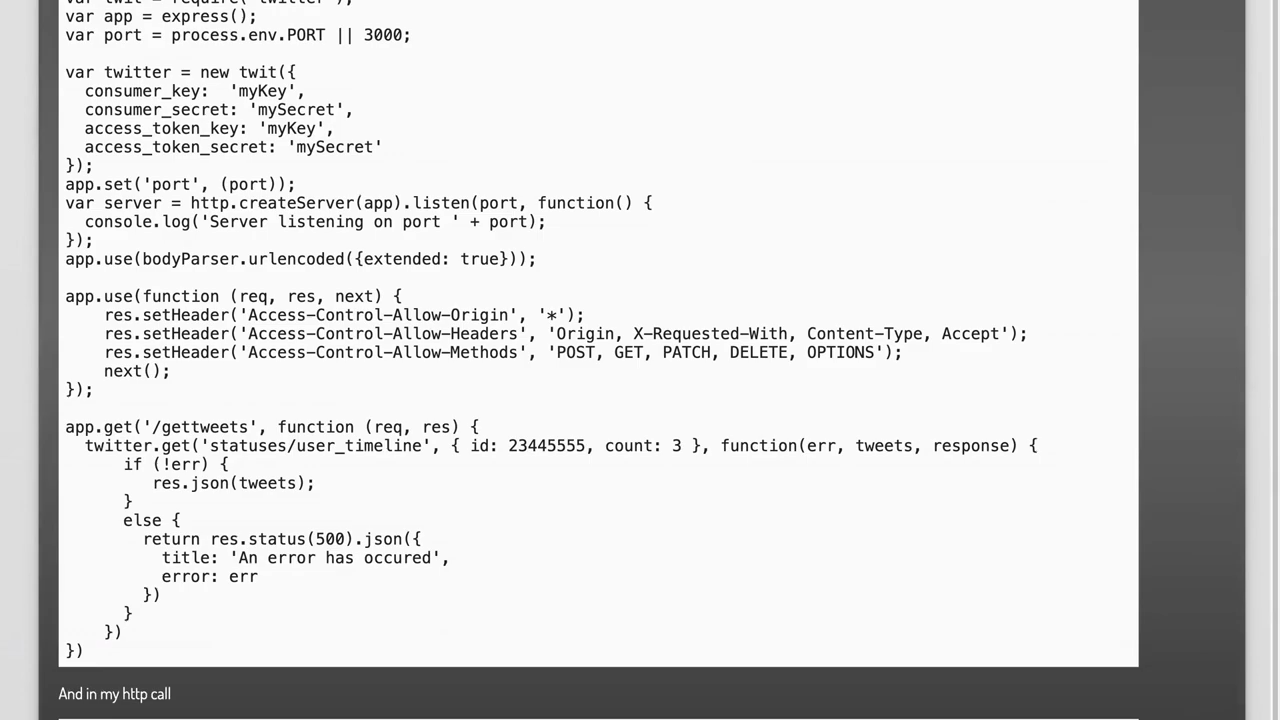 var twit = require('twitter');
var app = express();
var port = process.env.PORT || 3000;
var twitter = new twit({
consumer_key:  'myKey',
consumer_secret: 'mySecret',
access_token_key: 'myKey',
access_token_secret: 'mySecret'
});
app.set('port', (port));
var server = http.createServer(app).listen(port, function() {
console.log('Server listening on port ' + port);
});
app.use(bodyParser.urlencoded({extended: true}));
app.use(function (req, res, next) {
res.setHeader('Access-Control-Allow-Origin', '*');
res.setHeader('Access-Control-Allow-Headers', 'Origin, X-Requested-With, Content-Type, Accept');
res.setHeader('Access-Control-Allow-Methods', 'POST, GET, PATCH, DELETE, OPTIONS');
next();
});
app.get('/gettweets', function (req, res) {
twitter.get('statuses/user_timeline', { id: 23445555, count: 3 }, function(err, tweets, response) {
if (!err) {
res.json(tweets);
}
else {
return res.status(500).json({
title: 'An error has occured',
error: err
})
}
})
})
And in my http call